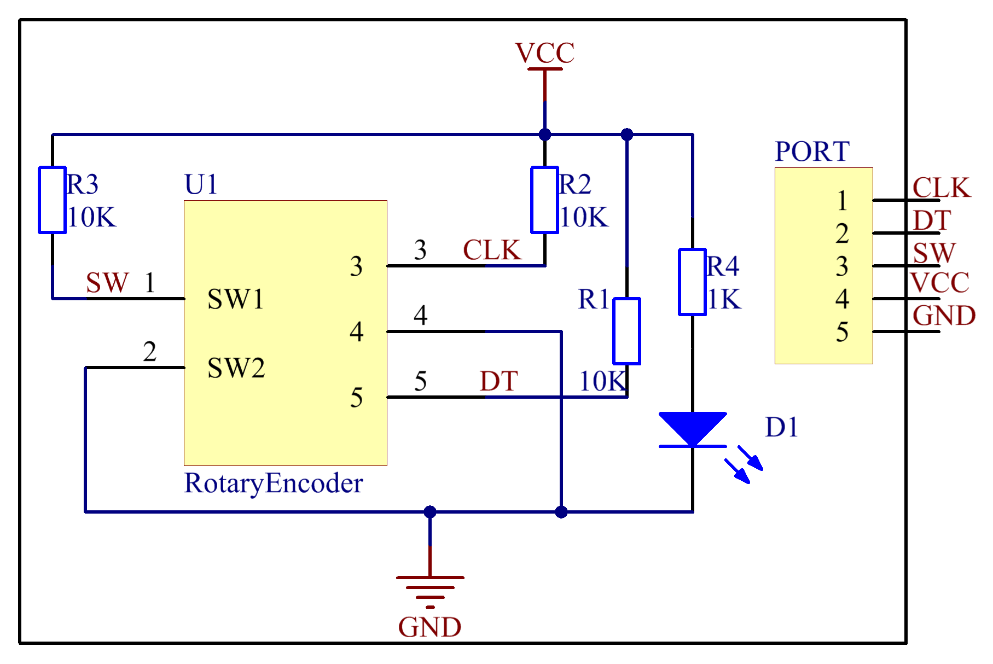 VCC
R3
10K
U1
R2
10K
PORT
1 CLK
2 DT
3 SW
4 VCC
5 GND
3 3 CLK
SW 1 SW1
R4
1K
R1
10K
4 4
2 SW2
5 5 DT
D1
RotaryEncoder
GND